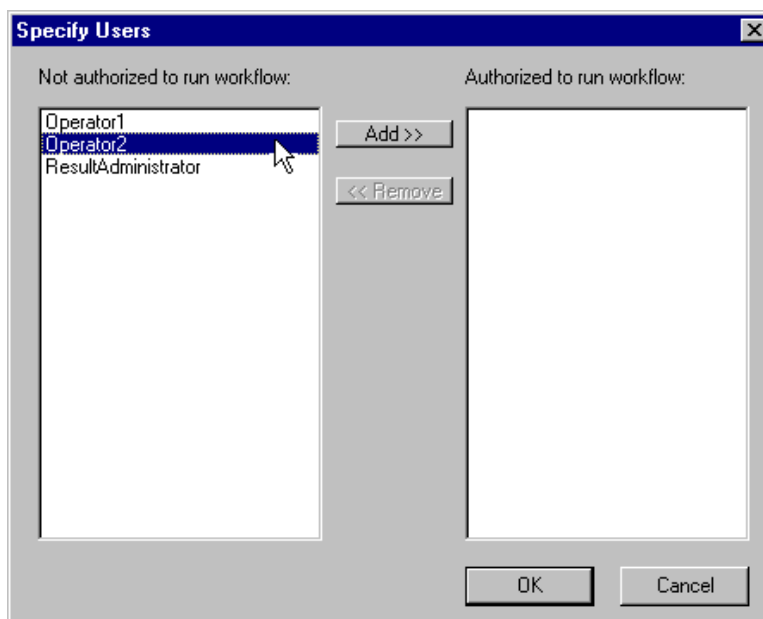 Specify Users
Not authorized to run workflow:
Authorized to run workflow:
Operator1
Operator2
ResultAdministrator
Add >>
<< Remove
OK
Cancel